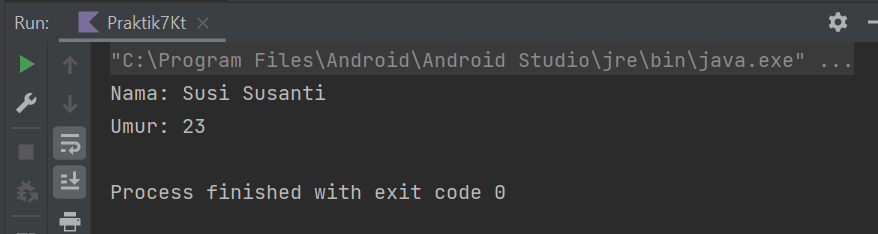 Run: Praktik7Kt
"C:\Program Files\Android\Android Studio\jre\bin\java.exe" ...
Nama: Susi Susanti
Umur: 23
Process finished with exit code 0